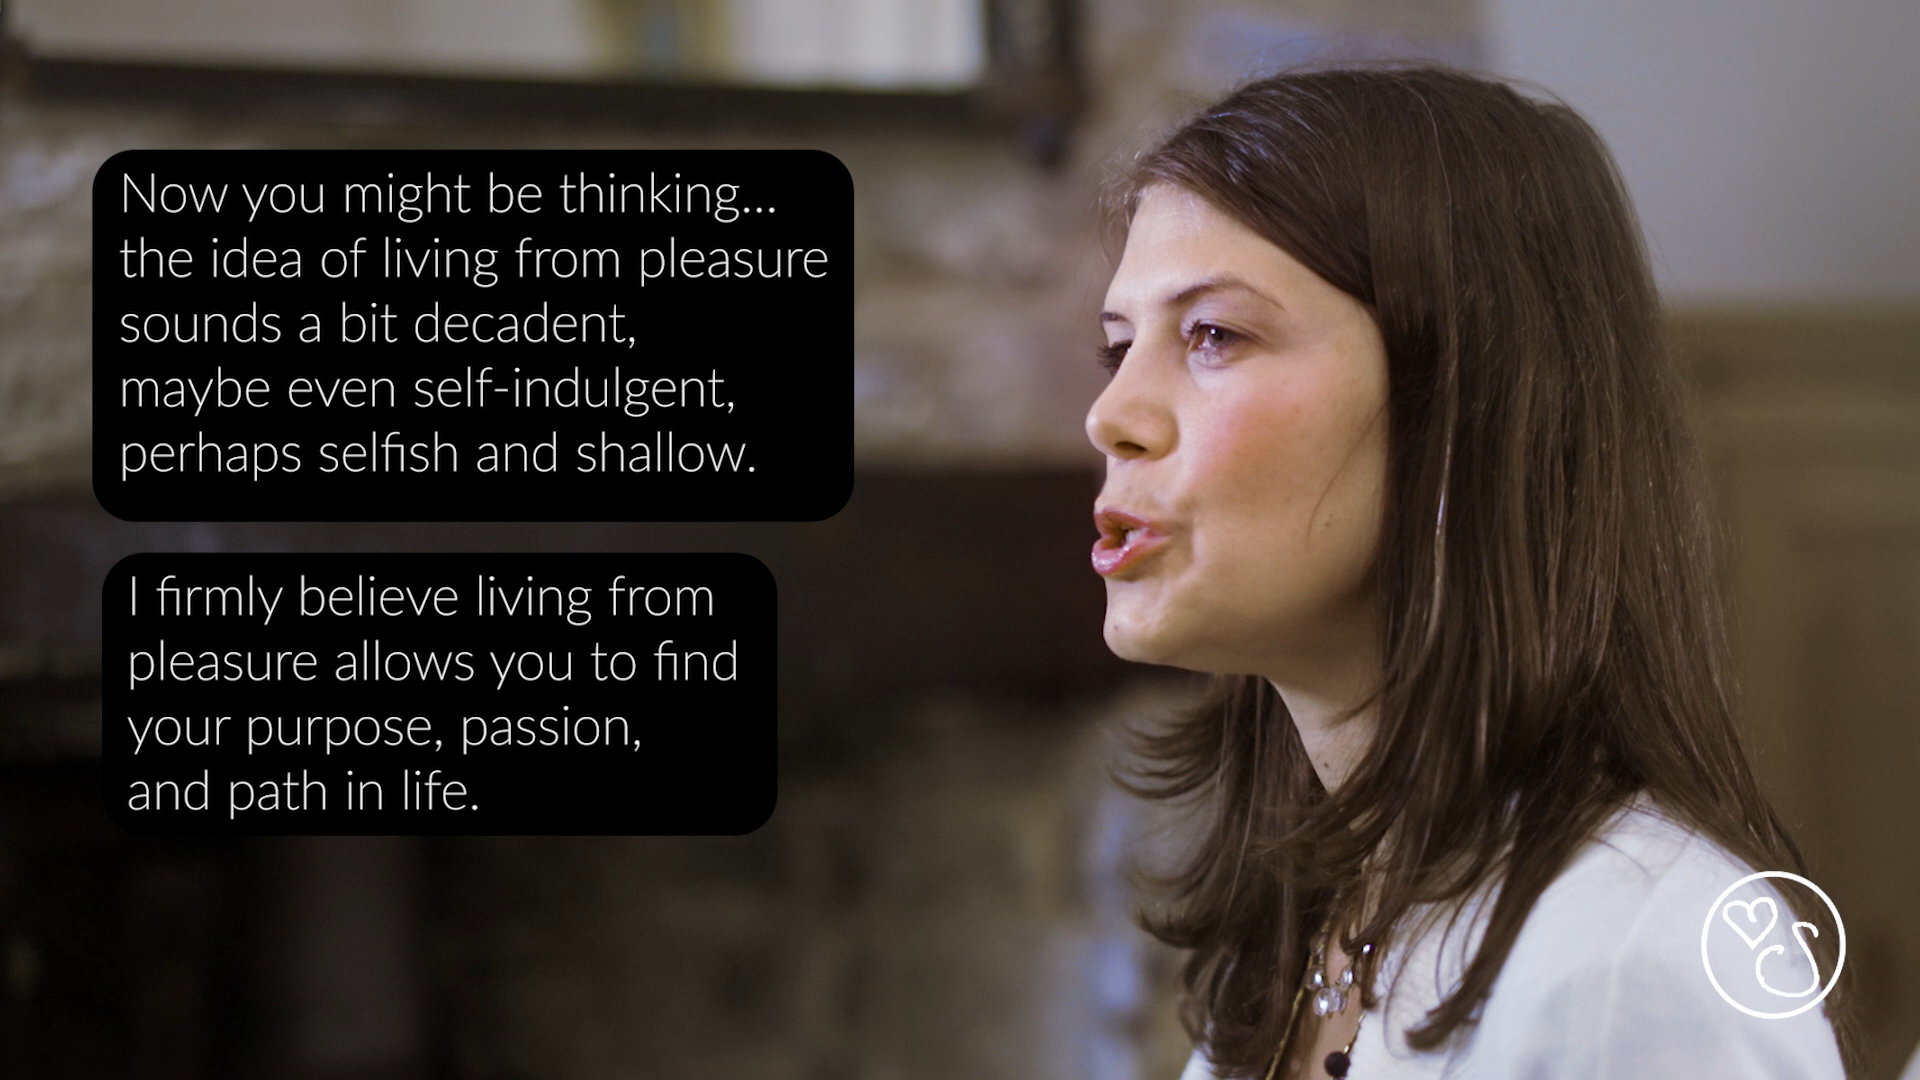 Now you might be thinking...
the idea of living from pleasure
sounds a bit decadent,
maybe even self-indulgent,
perhaps selfish and shallow.
I firmly believe living from
pleasure allows you to find
your purpose, passion,
and path in life.